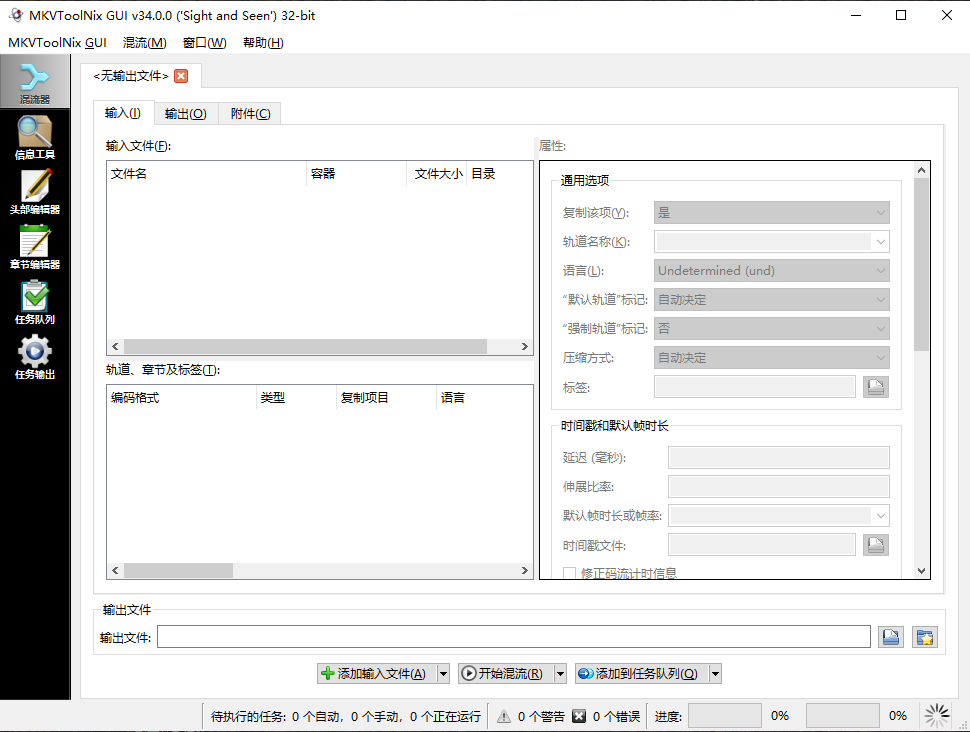 MKVToolNix GUI v34.0.0 ('Sight and Seen') 32-bit
MKVToolNix GUI 混流(M) 窗口(W) 帮助(H)
混流器
信息工具
头部编辑器
章节编辑器
任务队列
任务输出
<无输出文件>
输入(I) 输出(O) 附件(C)
输入文件(F):
文件名 容器 文件大小 目录
轨道、章节及标签(T):
编码格式 类型 复制项目 语言
属性:
通用选项
复制该项(Y): 是
轨道名称(K):
语言(L): Undetermined (und)
“默认轨道”标记: 自动决定
“强制轨道”标记: 否
压缩方式: 自动决定
标签:
时间戳和默认帧时长
延迟 (毫秒):
伸展比率:
默认帧时长或帧率:
时间戳文件:
修正码流计时信息
输出文件
输出文件:
添加输入文件(A) 开始混流(R) 添加到任务队列(Q)
待执行的任务: 0 个自动，0 个手动，0 个正在运行 0 个警告 0 个错误 进度: 0% 0%